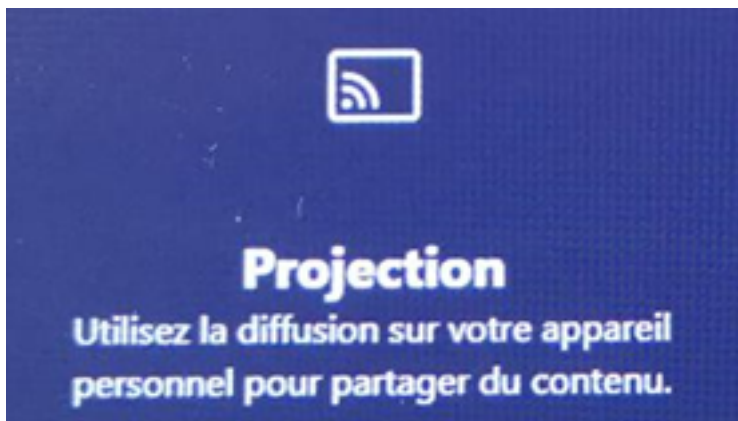 Projection
Utilisez la diffusion sur votre appareil
personnel pour partager du contenu.